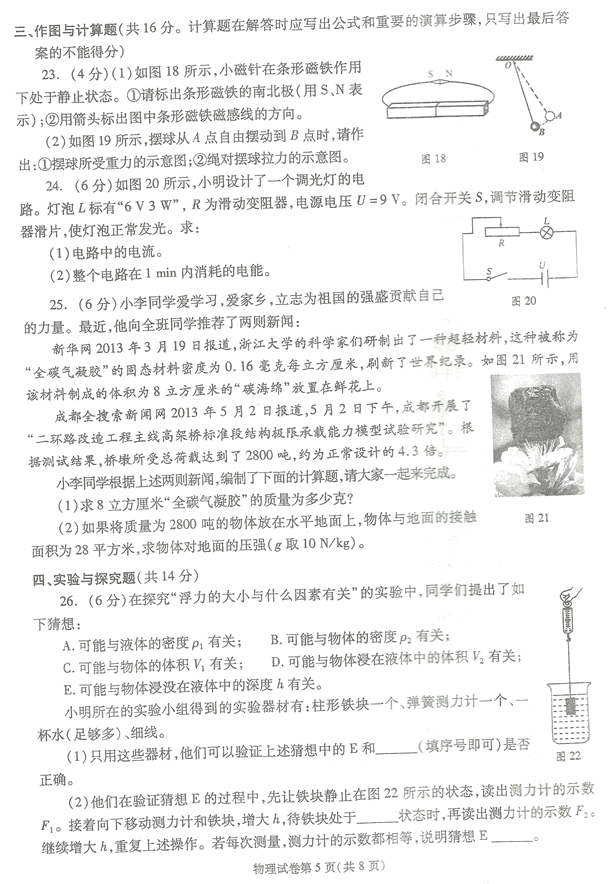 三、作图与计算题(共16分。计算题在解答时应写出公式和重要的演算步骤,只写出最后答
案的不能得分)
23. (4分)(1)如图18所示,小磁针在条形磁铁作用
下处于静止状态。①请标出条形磁铁的南北极(用S、N表
示);②用箭头标出图中条形磁铁磁感线的方向。
(2)如图19所示,摆球从A点自由摆动到B点时,请作
出:①摆球所受重力的示意图;②绳对摆球拉力的示意图。
S N
图18
O
A
B
图19
24. (6分)如图20所示,小明设计了一个调光灯的电
路。灯泡L标有“6 V 3 W”, R为滑动变阻器,电源电压U=9 V。闭合开关S,调节滑动变阻
器滑片,使灯泡正常发光。求:
(1)电路中的电流。
(2)整个电路在1 min内消耗的电能。
R
L
S
U
图20
25. (6分)小李同学爱学习,爱家乡,立志为祖国的强盛贡献自己
的力量。最近,他向全班同学推荐了两则新闻:
新华网2013年3月19日报道,浙江大学的科学家们研制出了一种超轻材料,这种被称为
“全碳气凝胶”的固态材料密度为0.16毫克每立方厘米,刷新了世界纪录。如图21所示,用
该材料制成的体积为8立方厘米的“碳海绵”放置在鲜花上。
成都全搜索新闻网2013年5月2日报道,5月2日下午,成都开展了
“二环路改造工程主线高架桥标准段结构极限承载能力模型试验研究”。根
据测试结果,桥墩所受总荷载达到了2800吨,约为正常设计的4.3倍。
小李同学根据上述两则新闻,编制了下面的计算题,请大家一起来完成。
(1)求8立方厘米“全碳气凝胶”的质量为多少克?
(2)如果将质量为2800吨的物体放在水平地面上,物体与地面的接触
面积为28平方米,求物体对地面的压强(g取10 N/kg)。
图21
四、实验与探究题(共14分)
26. (6分)在探究“浮力的大小与什么因素有关”的实验中,同学们提出了如
下猜想:
A.可能与液体的密度ρ₁有关; B.可能与物体的密度ρ₂有关;
C.可能与物体的体积V₁有关; D.可能与物体浸在液体中的体积V₂有关;
E.可能与物体浸没在液体中的深度h有关。
小明所在的实验小组得到的实验器材有:柱形铁块一个、弹簧测力计一个、一
杯水(足够多)、细线。
(1)只用这些器材,他们可以验证上述猜想中的E和______(填序号即可)是否
正确。
图22
(2)他们在验证猜想E的过程中,先让铁块静止在图22所示的状态,读出测力计的示数
F₁。接着向下移动测力计和铁块,增大h,待铁块处于______状态时,再读出测力计的示数F₂。
继续增大h,重复上述操作。若每次测量,测力计的示数都相等,说明猜想E______。
物理试卷第5页(共8页)